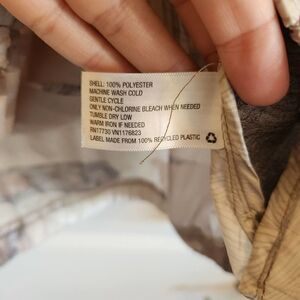 SHELL: 100% POLYESTER
MACHINE WASH COLD
GENTLE CYCLE
ONLY NON-CHLORINE BLEACH WHEN NEEDED
TUMBLE DRY LOW
WARM IRON IF NEEDED
RN17730 VN1176823
LABEL MADE FROM 100% RECYCLED PLASTIC